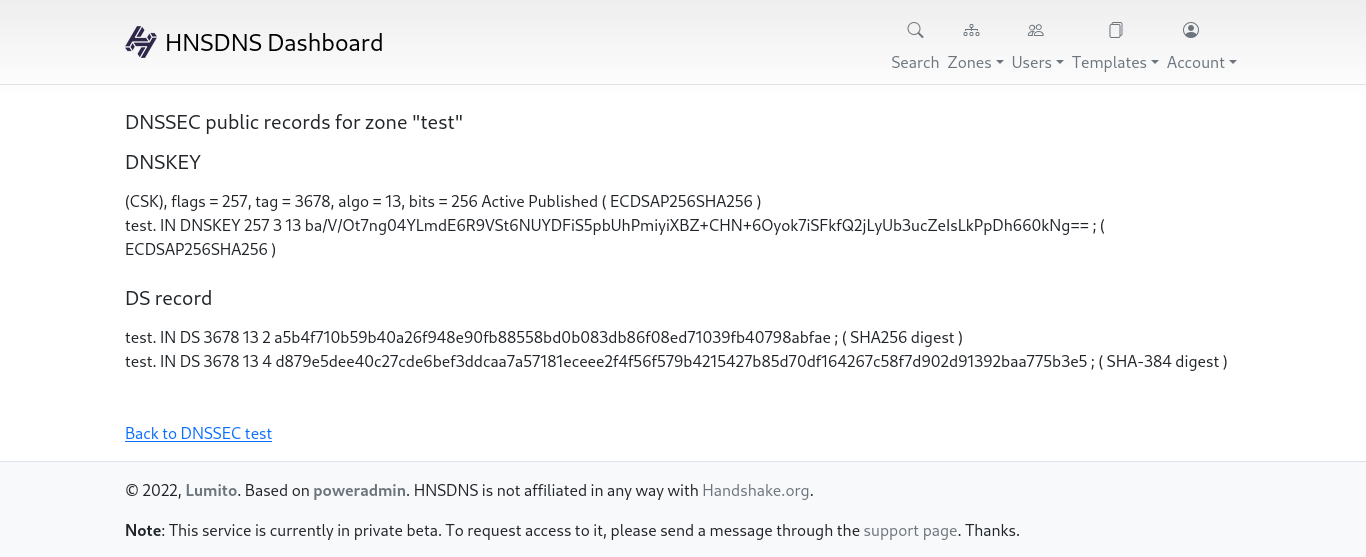 HNSDNS Dashboard
Search Zones Users Templates Account
DNSSEC public records for zone "test"
DNSKEY
(CSK), flags = 257, tag = 3678, algo = 13, bits = 256 Active Published ( ECDSAP256SHA256 )
test. IN DNSKEY 257 3 13 ba/V/Ot7ng04YLmdE6R9VSt6NUYDFiS5pbUhPmiyiXBZ+CHN+6Oyok7iSFkfQ2jLyUb3ucZeIsLkPpDh660kNg== ; (
ECDSAP256SHA256 )
DS record
test. IN DS 3678 13 2 a5b4f710b59b40a26f948e90fb88558bd0b083db86f08ed71039fb40798abfae ; ( SHA256 digest )
test. IN DS 3678 13 4 d879e5dee40c27cde6bef3ddcaa7a57181eceee2f4f56f579b4215427b85d70df164267c58f7d902d91392baa775b3e5 ; ( SHA-384 digest )
Back to DNSSEC test
© 2022, Lumito. Based on poweradmin. HNSDNS is not affiliated in any way with Handshake.org.
Note: This service is currently in private beta. To request access to it, please send a message through the support page. Thanks.